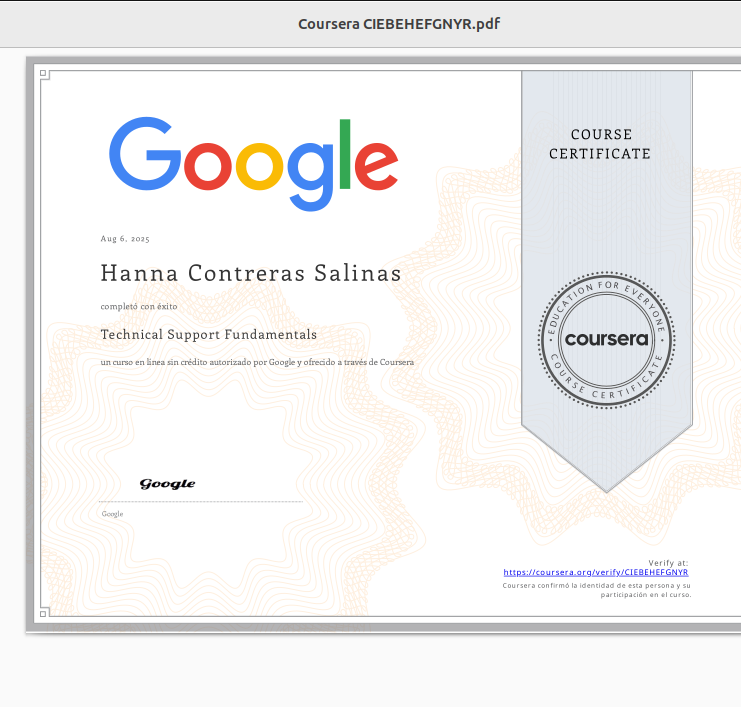 Coursera CIEBEHEFGNYR.pdf
Google
COURSE
CERTIFICATE
Aug 6, 2025
Hanna Contreras Salinas
completó con éxito
Technical Support Fundamentals
un curso en línea sin crédito autorizado por Google y ofrecido a través de Coursera
EDUCATION FOR EVERYONE
coursera
COURSE CERTIFICATE
Google
Google
Verify at:
https://coursera.org/verify/CIEBEHEFGNYR
Coursera confirmó la identidad de esta persona y su
participación en el curso.